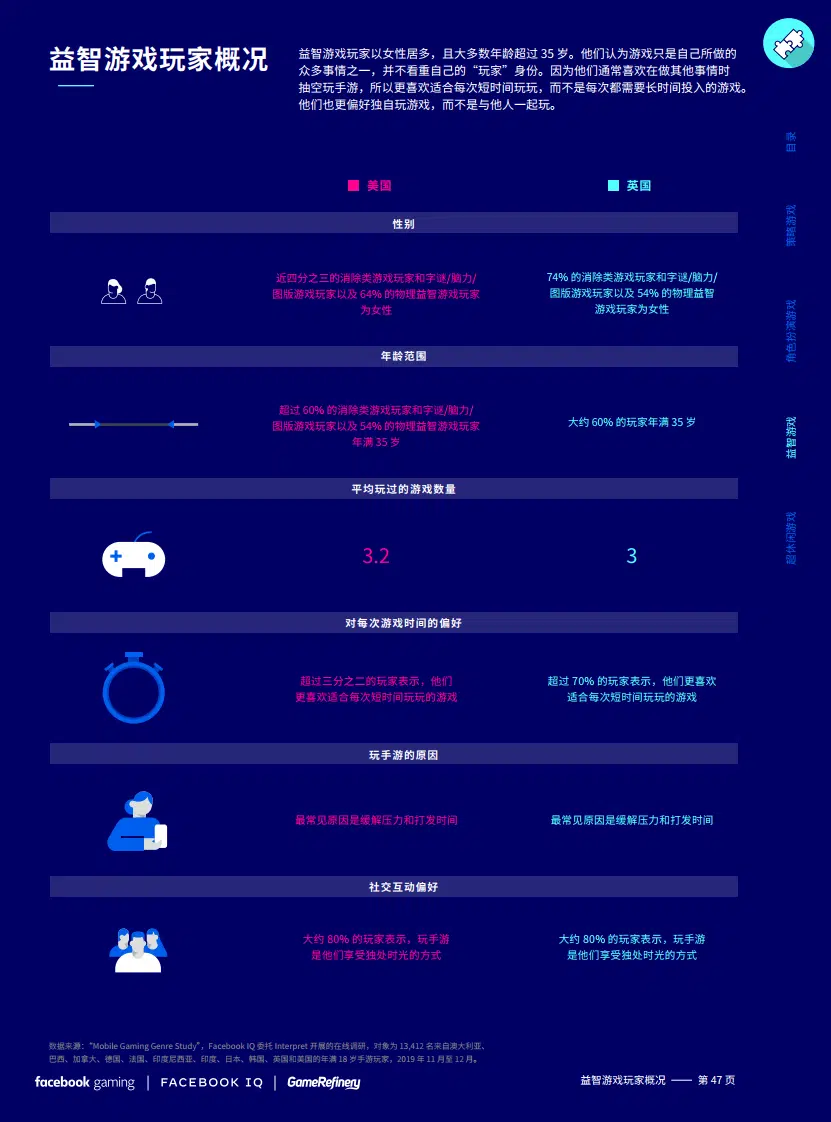 益智游戏玩家概况
益智游戏玩家以女性居多，且大多数年龄超过 35 岁。他们认为游戏只是自己所做的
众多事情之一，并不看重自己的“玩家”身份。因为他们通常喜欢在做其他事情时
抽空玩手游，所以更喜欢适合每次短时间玩玩，而不是每次都需要长时间投入的游戏。
他们也更偏好独自玩游戏，而不是与他人一起玩。
目录
策略游戏
角色扮演游戏
益智游戏
超休闲游戏
美国
英国
性别
近四分之三的消除类游戏玩家和字谜/脑力/
图版游戏玩家以及 64% 的物理益智游戏玩家
为女性
74% 的消除类游戏玩家和字谜/脑力/
图版游戏玩家以及 54% 的物理益智
游戏玩家为女性
年龄范围
超过 60% 的消除类游戏玩家和字谜/脑力/
图版游戏玩家以及 54% 的物理益智游戏玩家
年满 35 岁
大约 60% 的玩家年满 35 岁
平均玩过的游戏数量
3.2
3
对每次游戏时间的偏好
超过三分之二的玩家表示，他们
更喜欢适合每次短时间玩玩的游戏
超过 70% 的玩家表示，他们更喜欢
适合每次短时间玩玩的游戏
玩手游的原因
最常见原因是缓解压力和打发时间
最常见原因是缓解压力和打发时间
社交互动偏好
大约 80% 的玩家表示，玩手游
是他们享受独处时光的方式
大约 80% 的玩家表示，玩手游
是他们享受独处时光的方式
数据来源：“Mobile Gaming Genre Study”，Facebook IQ 委托 Interpret 开展的在线调研，对象为 13,412 名来自澳大利亚、
巴西、加拿大、德国、法国、印度尼西亚、印度、日本、韩国、英国和美国的年满 18 岁手游玩家，2019 年 11 月至 12 月。
facebook gaming | FACEBOOK IQ | GameRefinery
益智游戏玩家概况 —— 第 47 页